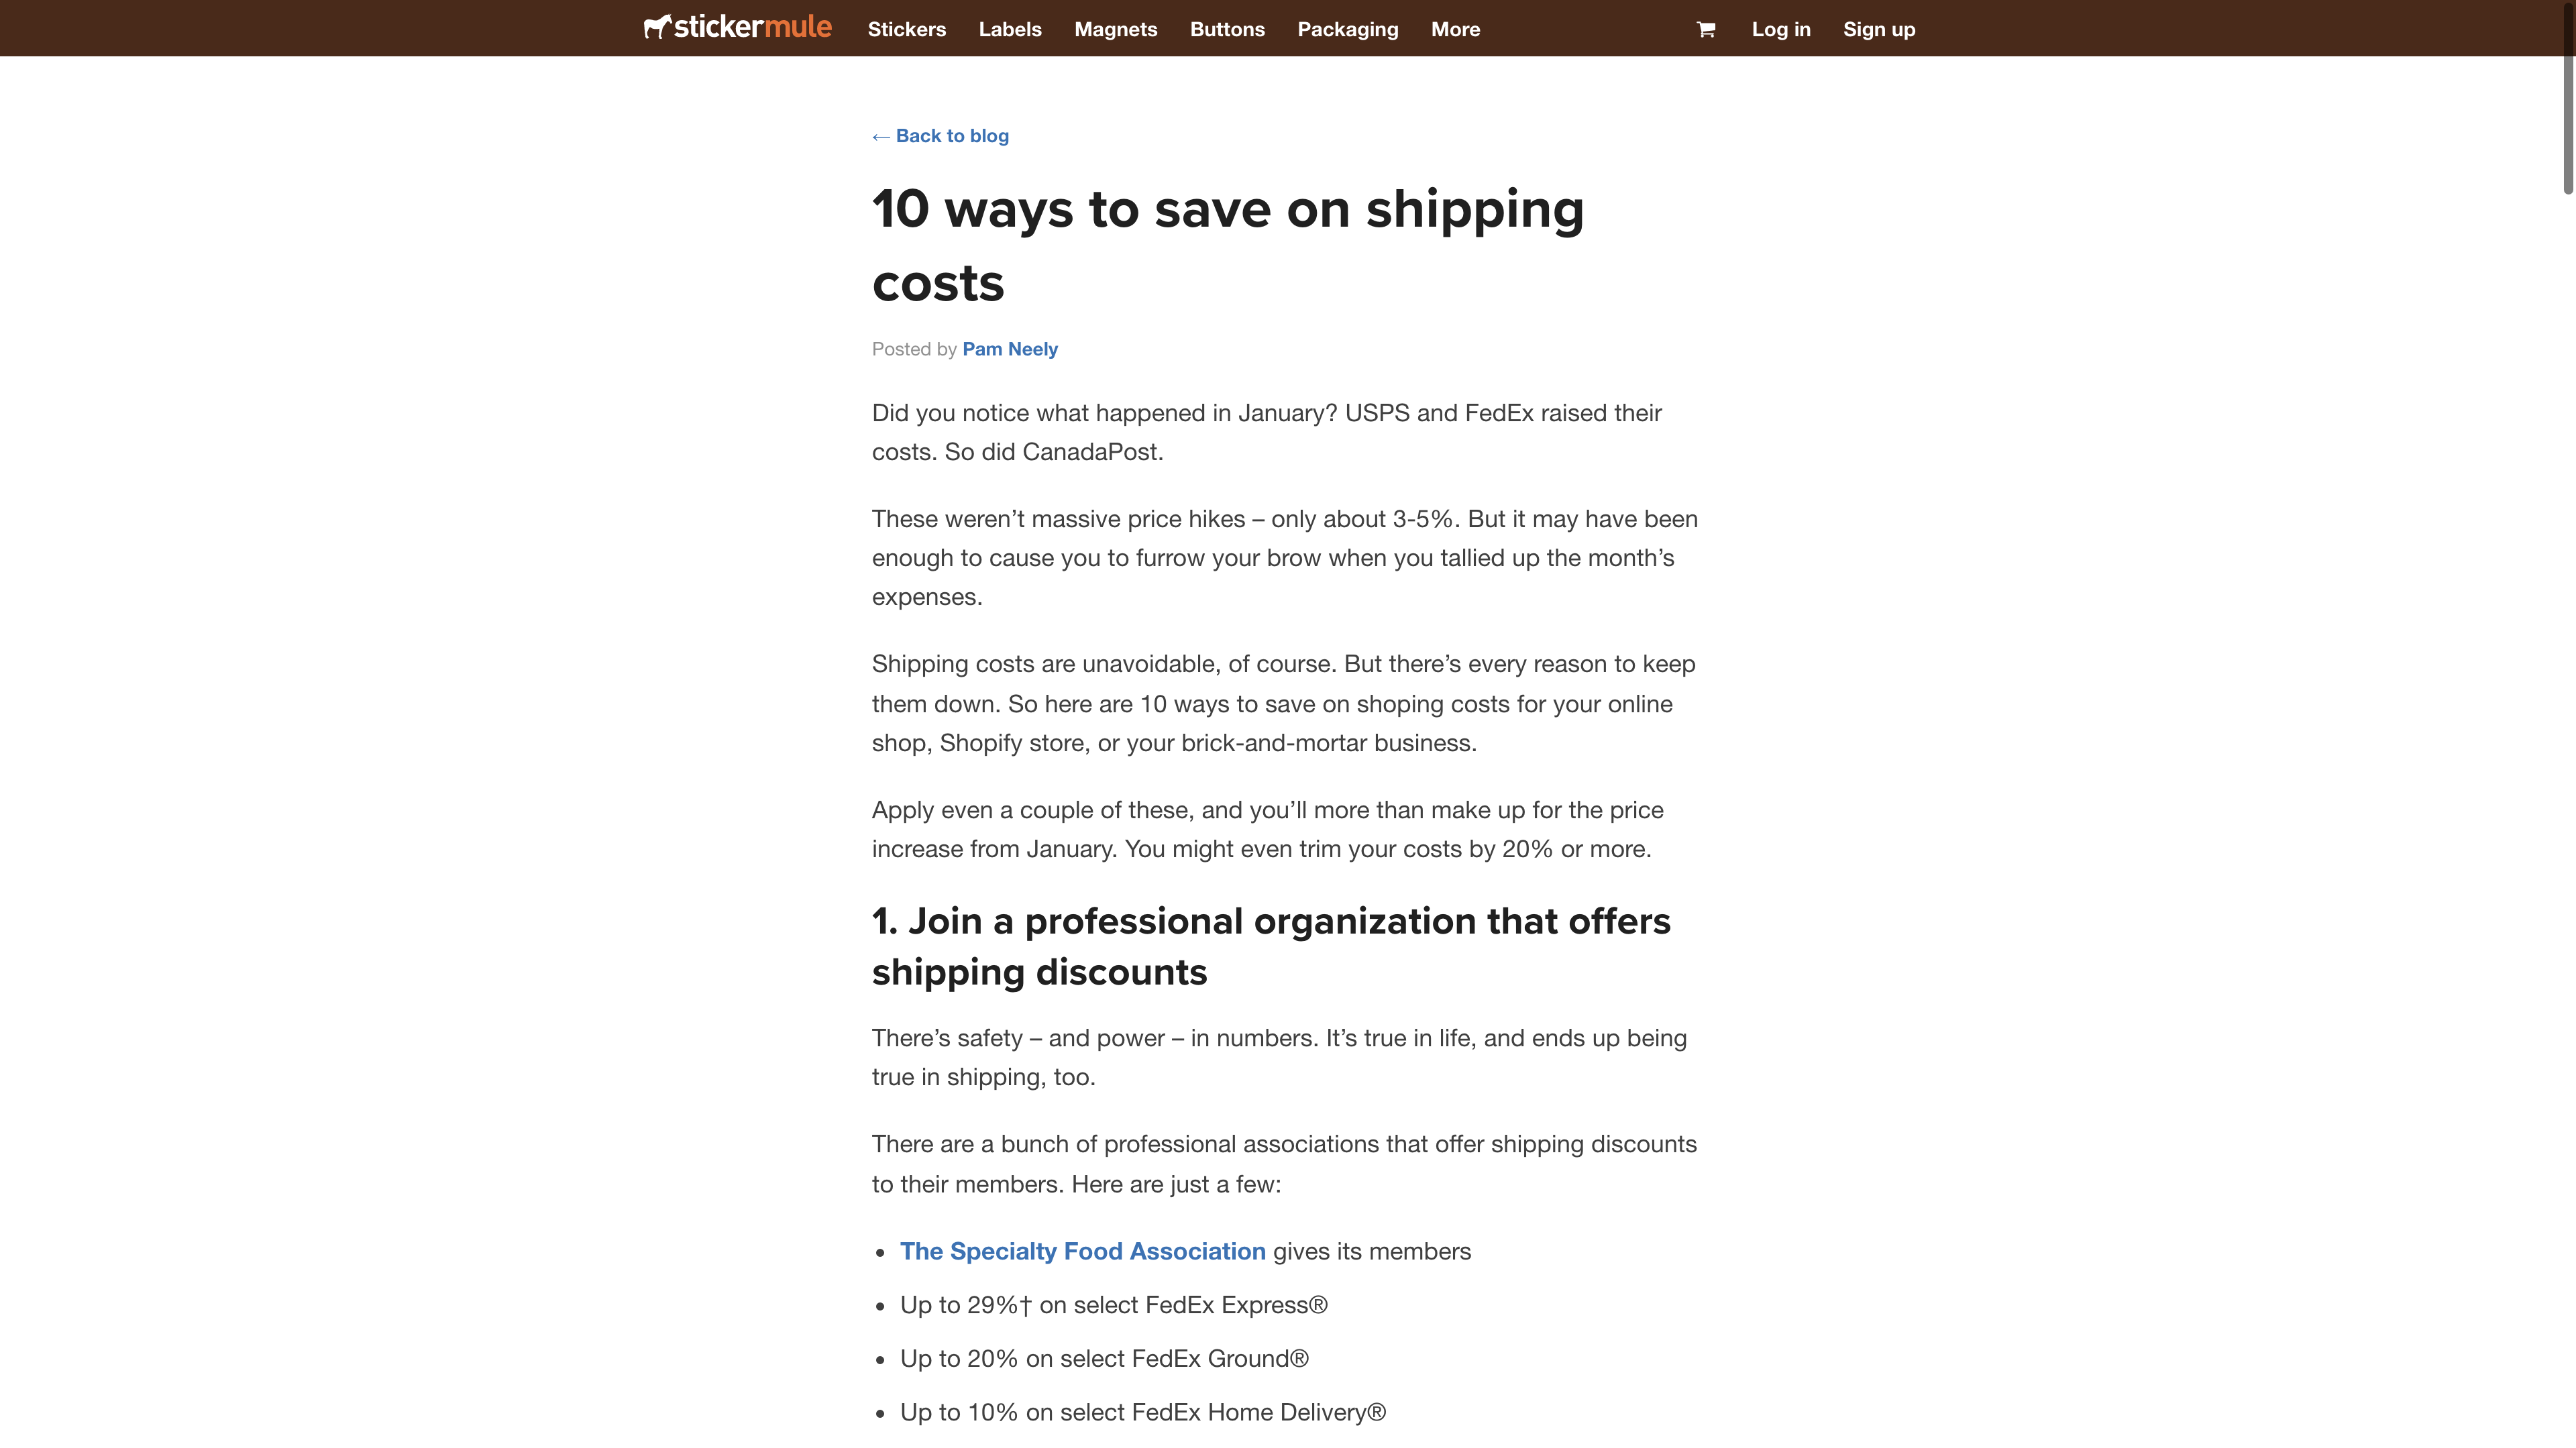 stickermule Stickers Labels Magnets Buttons Packaging More Log in Sign up
← Back to blog
10 ways to save on shipping
costs
Posted by Pam Neely
Did you notice what happened in January? USPS and FedEx raised their
costs. So did CanadaPost.
These weren’t massive price hikes – only about 3-5%. But it may have been
enough to cause you to furrow your brow when you tallied up the month’s
expenses.
Shipping costs are unavoidable, of course. But there’s every reason to keep
them down. So here are 10 ways to save on shoping costs for your online
shop, Shopify store, or your brick-and-mortar business.
Apply even a couple of these, and you’ll more than make up for the price
increase from January. You might even trim your costs by 20% or more.
1. Join a professional organization that offers
shipping discounts
There’s safety – and power – in numbers. It’s true in life, and ends up being
true in shipping, too.
There are a bunch of professional associations that offer shipping discounts
to their members. Here are just a few:
• The Specialty Food Association gives its members
• Up to 29%† on select FedEx Express®
• Up to 20% on select FedEx Ground®
• Up to 10% on select FedEx Home Delivery®